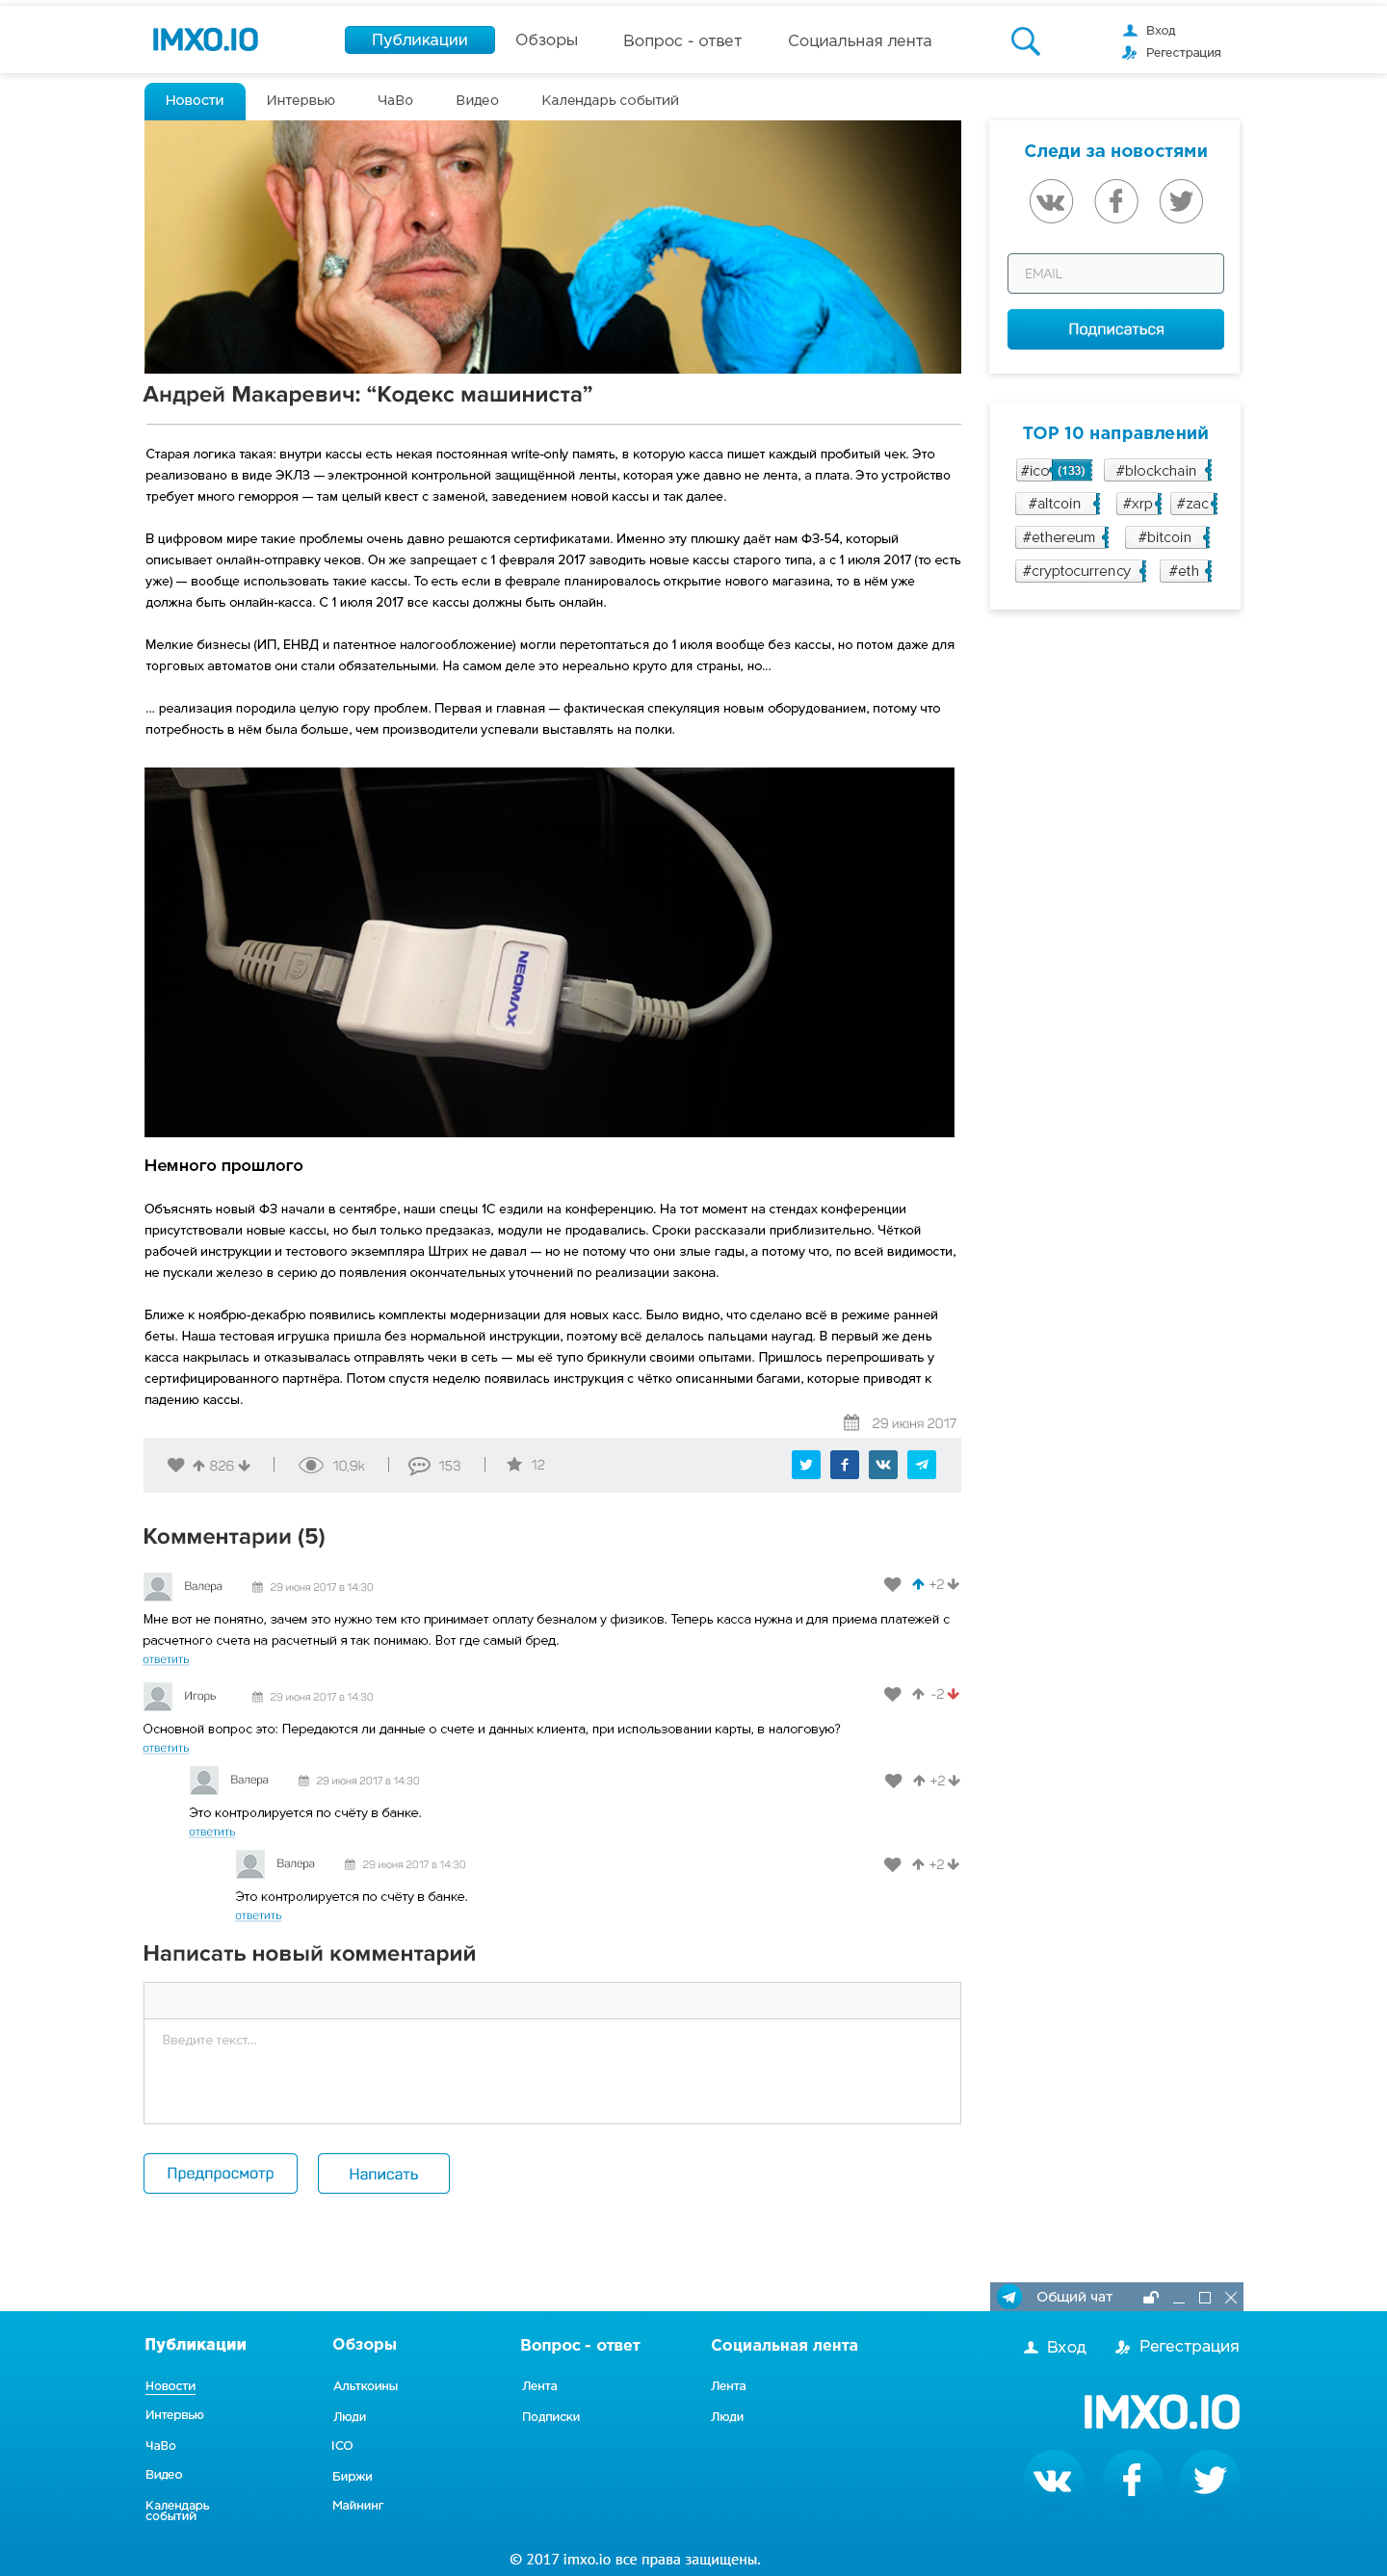 IMXO.IO
Публикации
Обзоры
Вопрос - ответ
Социальная лента
Вход
Регестрация
Новости
Интервью
ЧаВо
Видео
Календарь событий
Следи за новостями
EMAIL
Подписаться
Андрей Макаревич: “Кодекс машиниста”
TOP 10 направлений
#ico (133) #blockchain
#altcoin #xrp #zac
#ethereum #bitcoin
#cryptocurrency #eth
Старая логика такая: внутри кассы есть некая постоянная write-only память, в которую касса пишет каждый пробитый чек. Это
реализовано в виде ЭКЛЗ — электронной контрольной защищённой ленты, которая уже давно не лента, а плата. Это устройство
требует много геморроя — там целый квест с заменой, заведением новой кассы и так далее.
В цифровом мире такие проблемы очень давно решаются сертификатами. Именно эту плюшку даёт нам ФЗ-54, который
описывает онлайн-отправку чеков. Он же запрещает с 1 февраля 2017 заводить новые кассы старого типа, а с 1 июля 2017 (то есть
уже) — вообще использовать такие кассы. То есть если в феврале планировалось открытие нового магазина, то в нём уже
должна быть онлайн-касса. С 1 июля 2017 все кассы должны быть онлайн.
Мелкие бизнесы (ИП, ЕНВД и патентное налогообложение) могли перетоптаться до 1 июля вообще без кассы, но потом даже для
торговых автоматов они стали обязательными. На самом деле это нереально круто для страны, но...
... реализация породила целую гору проблем. Первая и главная — фактическая спекуляция новым оборудованием, потому что
потребность в нём была больше, чем производители успевали выставлять на полки.
NEOMAX
Немного прошлого
Объяснять новый ФЗ начали в сентябре, наши спецы 1С ездили на конференцию. На тот момент на стендах конференции
присутствовали новые кассы, но был только предзаказ, модули не продавались. Сроки рассказали приблизительно. Чёткой
рабочей инструкции и тестового экземпляра Штрих не давал — но не потому что они злые гады, а потому что, по всей видимости,
не пускали железо в серию до появления окончательных уточнений по реализации закона.
Ближе к ноябрю-декабрю появились комплекты модернизации для новых касс. Было видно, что сделано всё в режиме ранней
беты. Наша тестовая игрушка пришла без нормальной инструкции, поэтому всё делалось пальцами наугад. В первый же день
касса накрылась и отказывалась отправлять чеки в сеть — мы её тупо брикнули своими опытами. Пришлось перепрошивать у
сертифицированного партнёра. Потом спустя неделю появилась инструкция с чётко описанными багами, которые приводят к
падению кассы.
29 июня 2017
826 10,9k 153 12
Комментарии (5)
Валера 29 июня 2017 в 14:30 +2
Мне вот не понятно, зачем это нужно тем кто принимает оплату безналом у физиков. Теперь касса нужна и для приема платежей с
расчетного счета на расчетный я так понимаю. Вот где самый бред.
ответить
Игорь 29 июня 2017 в 14:30 -2
Основной вопрос это: Передаются ли данные о счете и данных клиента, при использовании карты, в налоговую?
ответить
Валера 29 июня 2017 в 14:30 +2
Это контролируется по счёту в банке.
ответить
Валера 29 июня 2017 в 14:30 +2
Это контролируется по счёту в банке.
ответить
Написать новый комментарий
Введите текст...
Предпросмотр
Написать
Общий чат
Публикации
Новости
Интервью
ЧаВо
Видео
Календарь
событий
Обзоры
Альткоины
Люди
ICO
Биржи
Майнинг
Вопрос - ответ
Лента
Подписки
Социальная лента
Лента
Люди
Вход
Регестрация
IMXO.IO
© 2017 imxo.io все права защищены.